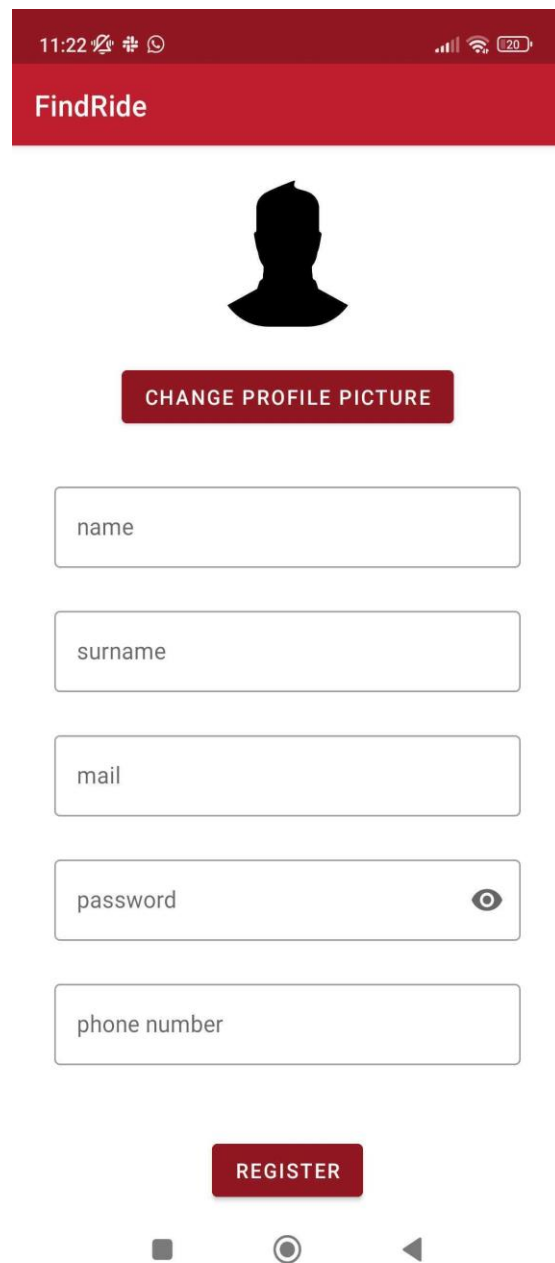 11:22
20
FindRide
CHANGE PROFILE PICTURE
name
surname
mail
password
phone number
REGISTER